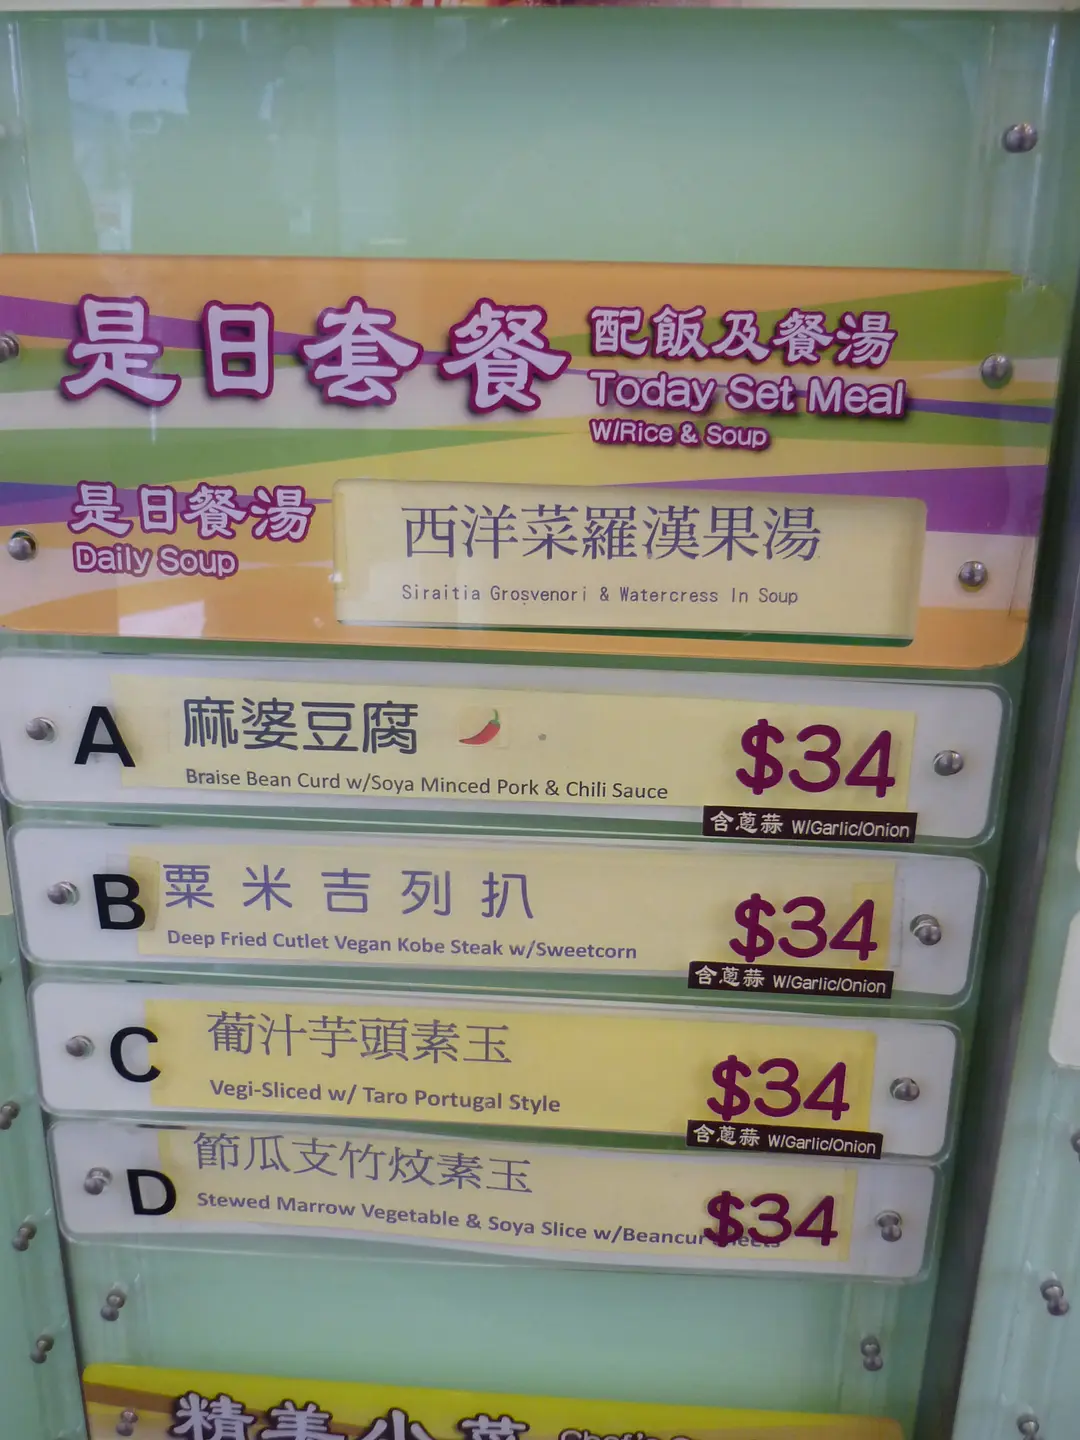 是日套餐
配飯及餐湯
Today Set Meal
W/Rice & Soup
是日餐湯
Daily Soup
西洋菜羅漢果湯
Siraitia Grosvenori & Watercress In Soup
A
麻婆豆腐
$34
Braise Bean Curd w/Soya Minced Pork & Chili Sauce
含蔥蒜 W/Garlic/Onion
B
粟米吉列扒
$34
Deep Fried Cutlet Vegan Kobe Steak w/Sweetcorn
含蔥蒜 W/Garlic/Onion
C
葡汁芋頭素玉
$34
Vegi-Sliced w/ Taro Portugal Style
含蔥蒜 W/Garlic/Onion
D
節瓜支竹炆素玉
$34
Stewed Marrow Vegetable & Soya Slice w/Beancur
精美小菜 Chef's